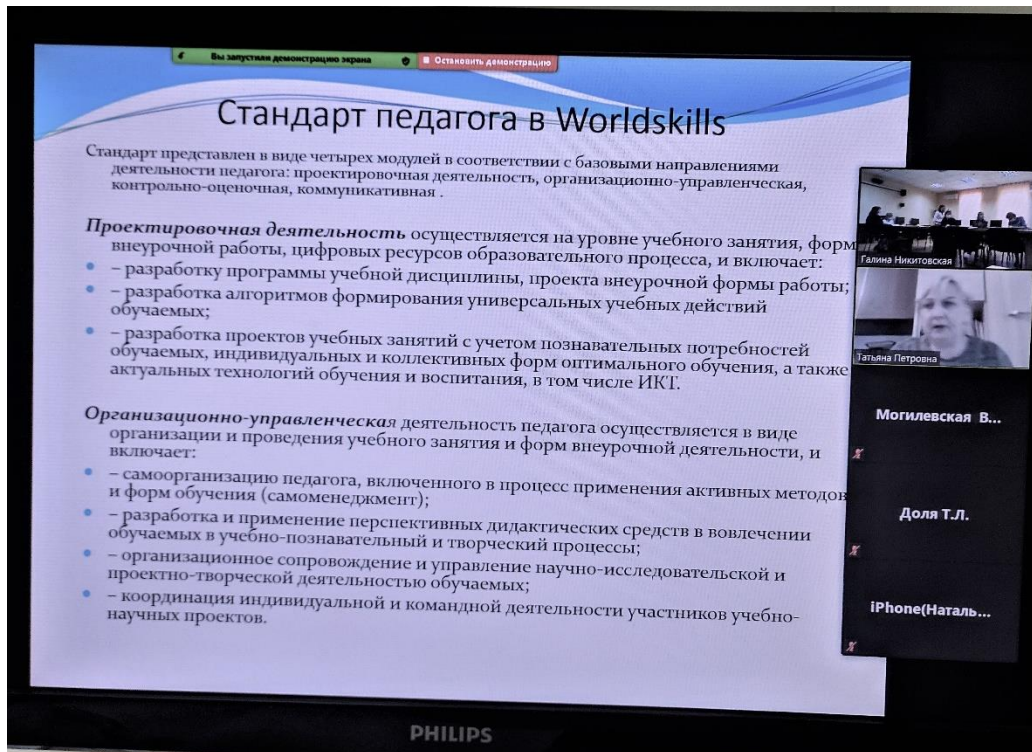 Вы запустили демонстрацию экрана
Остановить демонстрацию
Стандарт педагога в Worldskills
Стандарт представлен в виде четырех модулей в соответствии с базовыми направлениями
деятельности педагога: проектировочная деятельность, организационно-управленческая,
контрольно-оценочная, коммуникативная .
Проектировочная деятельность осуществляется на уровне учебного занятия, форм
внеурочной работы, цифровых ресурсов образовательного процесса, и включает:
– разработку программы учебной дисциплины, проекта внеурочной формы работы;
– разработка алгоритмов формирования универсальных учебных действий
обучаемых;
– разработка проектов учебных занятий с учетом познавательных потребностей
обучаемых, индивидуальных и коллективных форм оптимального обучения, а также
актуальных технологий обучения и воспитания, в том числе ИКТ.
Организационно-управленческая деятельность педагога осуществляется в виде
организации и проведения учебного занятия и форм внеурочной деятельности, и
включает:
– самоорганизацию педагога, включенного в процесс применения активных методов
и форм обучения (самоменеджмент);
– разработка и применение перспективных дидактических средств в вовлечении
обучаемых в учебно-познавательный и творческий процессы;
– организационное сопровождение и управление научно-исследовательской и
проектно-творческой деятельностью обучаемых;
– координация индивидуальной и командной деятельности участников учебно-
научных проектов.
Галина Никитовская
Татьяна Петровна
Могилевская В...
Доля Т.Л.
iPhone(Наталь...
PHILIPS